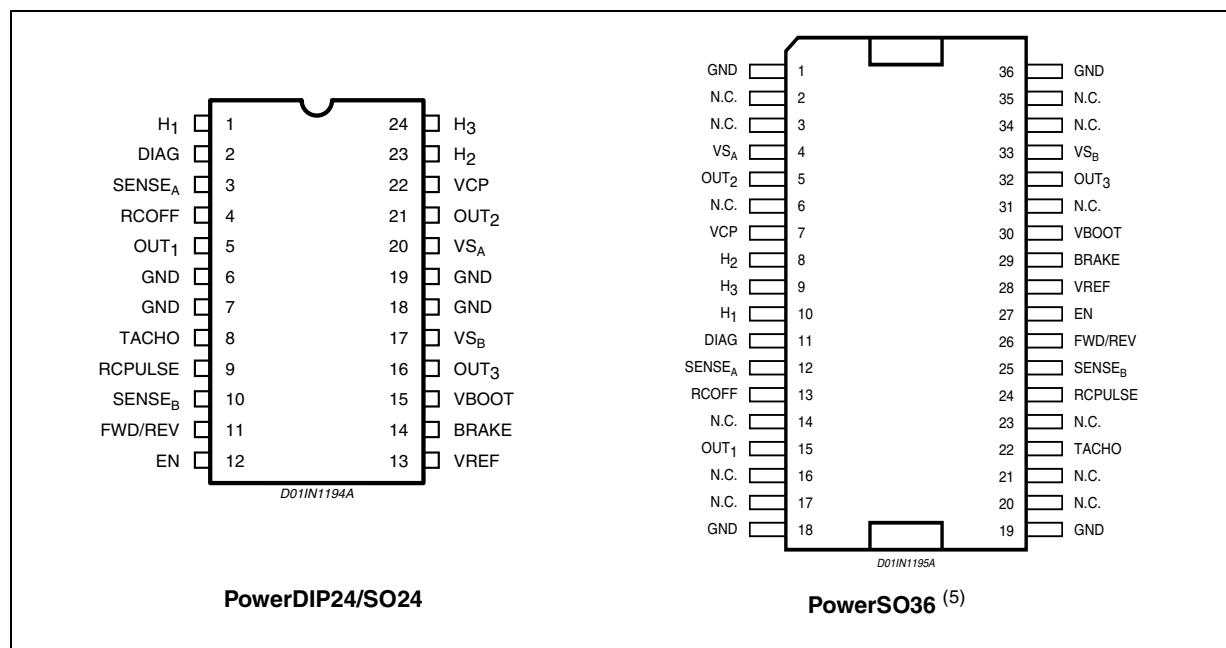 H1 1 24 H3
DIAG 2 23 H2
SENSEA 3 22 VCP
RCOFF 4 21 OUT2
OUT1 5 20 VSA
GND 6 19 GND
GND 7 18 GND
TACHO 8 17 VSB
RCPULSE 9 16 OUT3
SENSEB 10 15 VBOOT
FWD/REV 11 14 BRAKE
EN 12 13 VREF
D01IN1194A
PowerDIP24/SO24
GND 1 36 GND
N.C. 2 35 N.C.
N.C. 3 34 N.C.
VSA 4 33 VSB
OUT2 5 32 OUT3
N.C. 6 31 N.C.
VCP 7 30 VBOOT
H2 8 29 BRAKE
H3 9 28 VREF
H1 10 27 EN
DIAG 11 26 FWD/REV
SENSEA 12 25 SENSEB
RCOFF 13 24 RCPULSE
N.C. 14 23 N.C.
OUT1 15 22 TACHO
N.C. 16 21 N.C.
N.C. 17 20 N.C.
GND 18 19 GND
D01IN1195A
PowerSO36 (5)